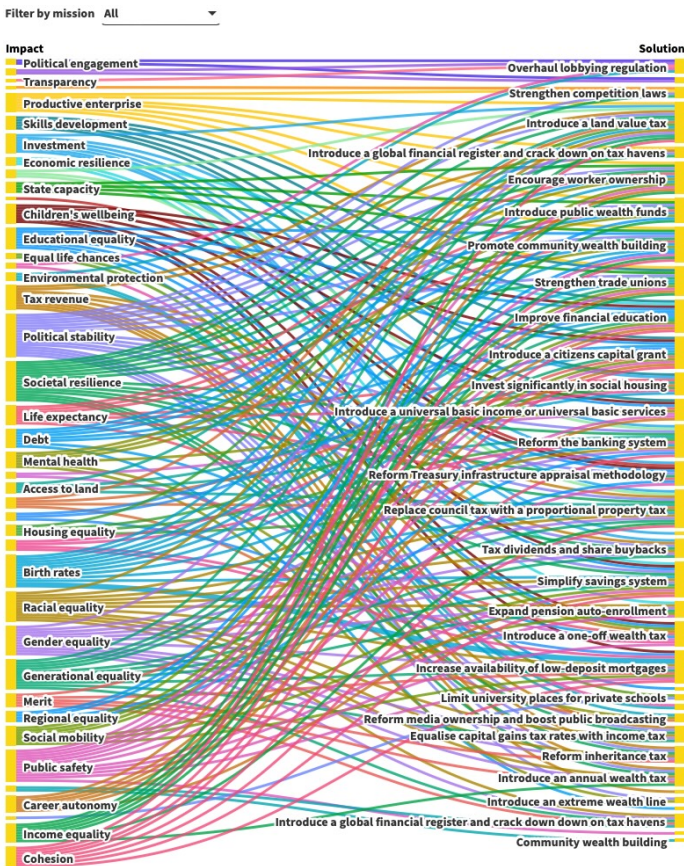 Filter by mission All
Impact
Solution
Political engagement
Transparency
Productive enterprise
Skills development
Investment
Economic resilience
State capacity
Children's wellbeing
Educational equality
Equal life chances
Environmental protection
Tax revenue
Political stability
Societal resilience
Life expectancy
Debt
Mental health
Access to land
Housing equality
Birth rates
Racial equality
Gender equality
Generational equality
Merit
Regional equality
Social mobility
Public safety
Career autonomy
Income equality
Cohesion
Overhaul lobbying regulation
Strengthen competition laws
Introduce a land value tax
Introduce a global financial register and crack down on tax havens
Encourage worker ownership
Introduce public wealth funds
Promote community wealth building
Strengthen trade unions
Improve financial education
Introduce a citizens capital grant
Invest significantly in social housing
Introduce a universal basic income or universal basic services
Reform the banking system
Reform Treasury infrastructure appraisal methodology
Replace council tax with a proportional property tax
Tax dividends and share buybacks
Simplify savings system
Expand pension auto-enrollment
Introduce a one-off wealth tax
Increase availability of low-deposit mortgages
Limit university places for private schools
Reform media ownership and boost public broadcasting
Equalise capital gains tax rates with income tax
Reform inheritance tax
Introduce an annual wealth tax
Introduce an extreme wealth line
Introduce a global financial register and crack down down on tax havens
Community wealth building